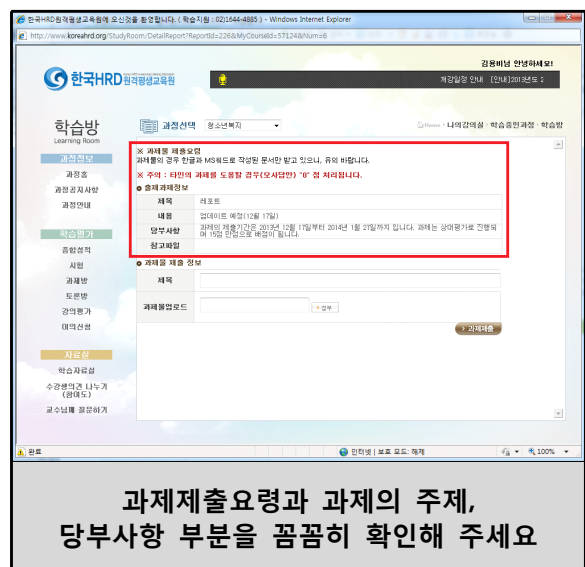 한국HRD원격평생교육원에 오신것을 환영합니다. ( 학습지원 : 02)1644-4885 ) - Windows Internet Explorer
http://www.koreahrd.org/StudyRoom/DetailReport?ReportId=226&MyCourseId=57124&Num=6
김용비님 안녕하세요!
한국HRD원격평생교육원
개강일정 안내 [안내]2013년도 2
학습방
Learning Room
과정선택
청소년복지
Home > 나의강의실 > 학습중인과정 > 학습방
과정정보
과정홈
과정공지사항
과정안내
학습평가
종합성적
시험
과제방
토론방
강의평가
이의신청
자료실
학습자료실
수강생의견 나누기
(참여도)
교수님께 질문하기
※ 과제물 제출요령
과제물의 경우 한글과 MS워드로 작성된 문서만 받고 있으니, 유의 바랍니다.
※ 주의 : 타인의 과제를 도용할 경우(모사답안) "0" 점 처리됩니다.
출제과제정보
제목 레포트
내용 업데이트 예정(12월 17일)
당부사항 과제의 제출기간은 2013년 12월 17일부터 2014년 1월 21일까지 입니다. 과제는 상대평가로 진행되
며 15점 만점으로 배점이 됩니다.
참고파일
과제물 제출 정보
제목
과제물업로드
첨부
과제제출
완료
인터넷 | 보호 모드: 해제
100%
과제제출요령과 과제의 주제,
당부사항 부분을 꼼꼼히 확인해 주세요